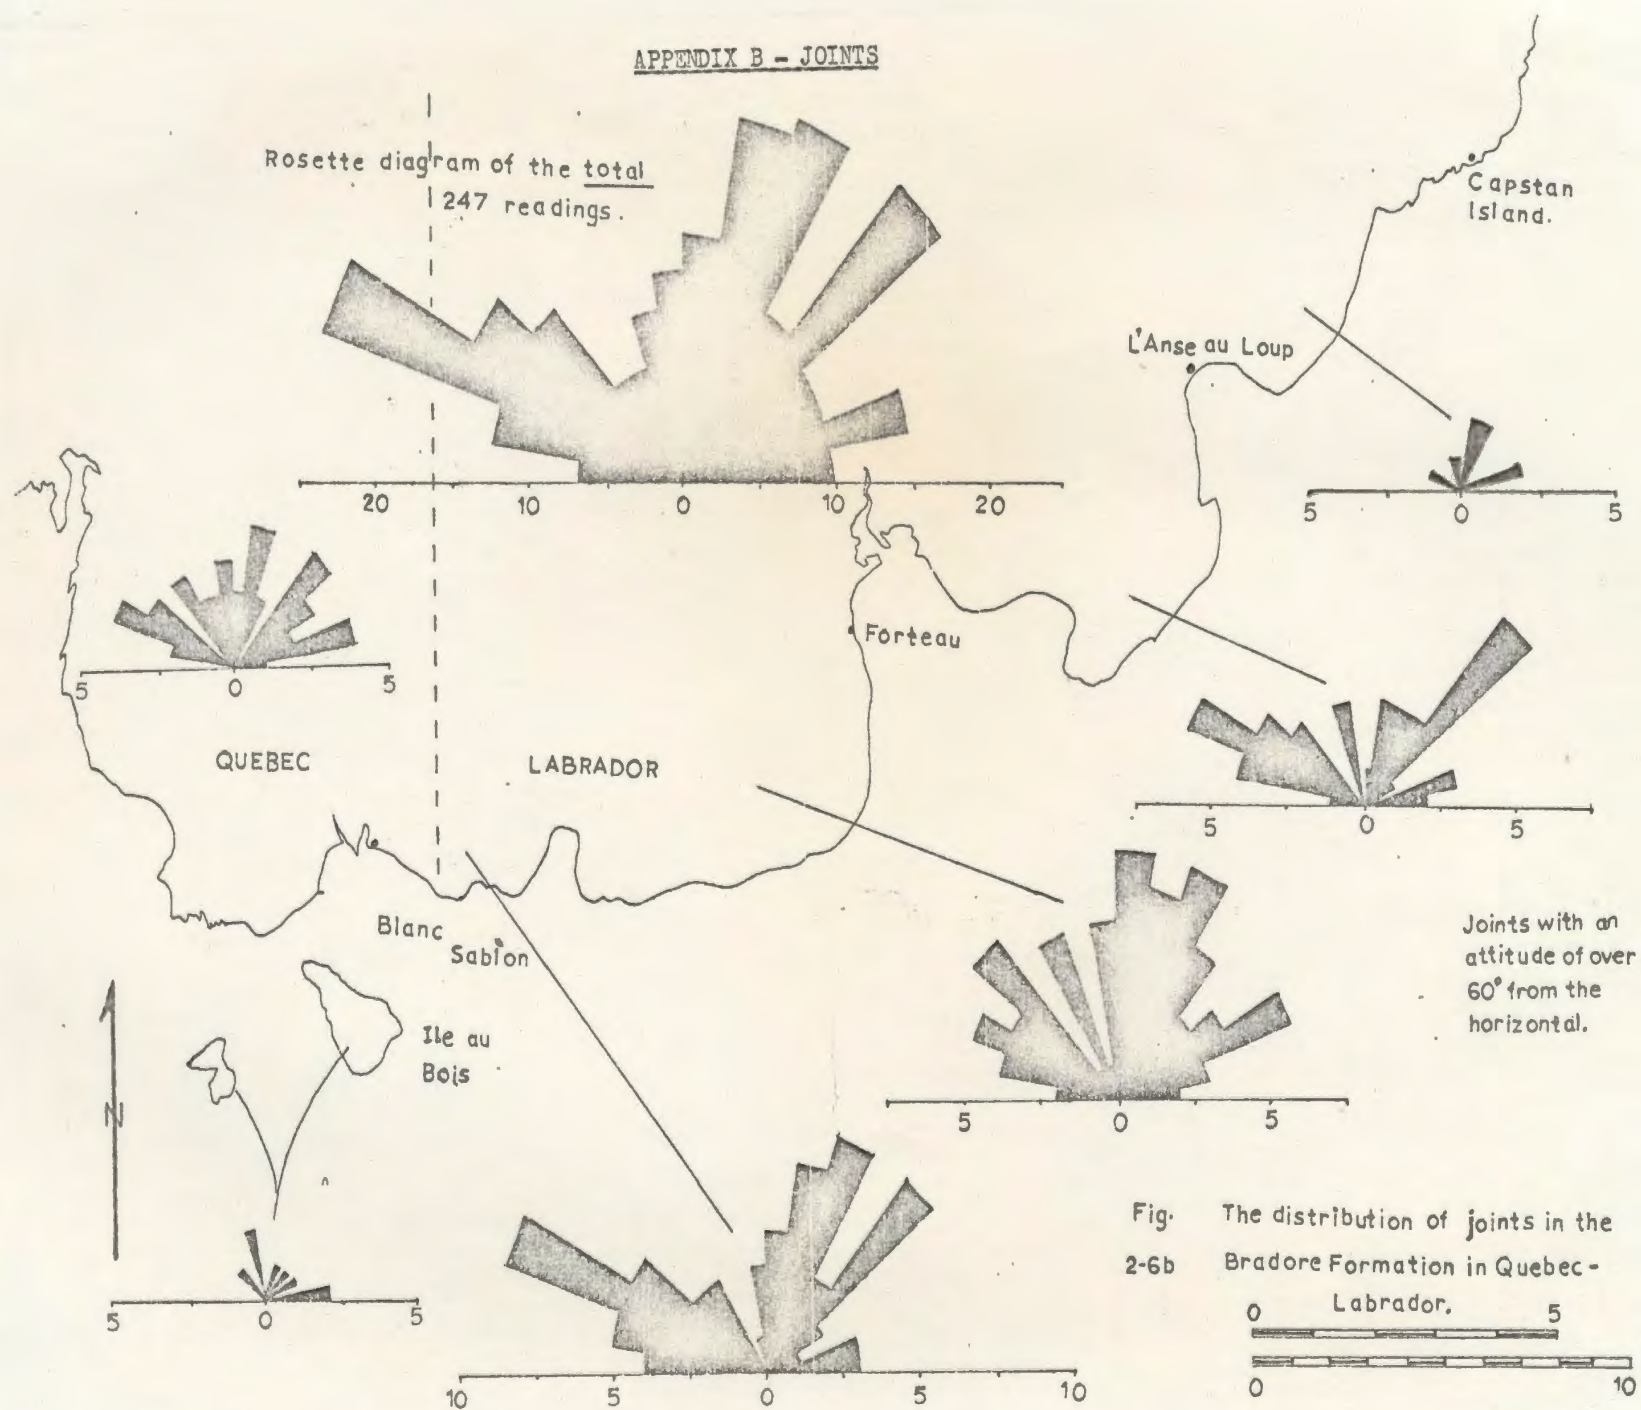 APPENDIX B - JOINTS
Rosette diagram of the total
247 readings.
Capstan
Island.
L'Anse au Loup
20 10 0 10 20
5 0 5
5 0 5
Forteau
QUEBEC
LABRADOR
5 0 5
Blanc
Sablon
Joints with an
attitude of over
60° from the
horizontal.
Ile au
Bois
N
5 0 5
5 0 5
10 5 0 5 10
Fig. The distribution of joints in the
2-6b Bradore Formation in Quebec-
Labrador.
0 5
0 10